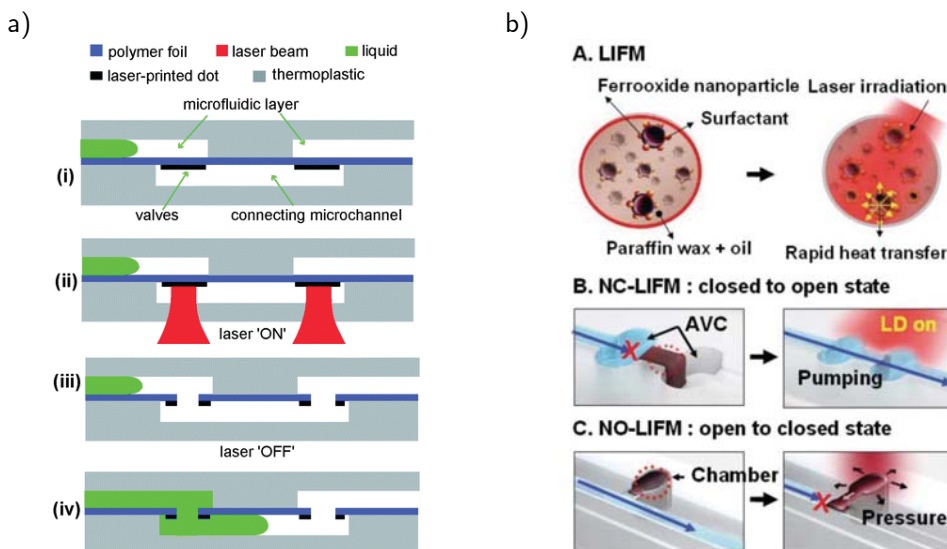 a)
polymer foil laser beam liquid
laser-printed dot thermoplastic
microfluidic layer
(i)
valves connecting microchannel
(ii)
laser 'ON'
(iii)
laser 'OFF'
(iv)
b)
A. LIFM
Ferrooxide nanoparticle Laser irradiation
Surfactant
Paraffin wax + oil Rapid heat transfer
B. NC-LIFM : closed to open state
AVC LD on
X
Pumping
C. NO-LIFM : open to closed state
Chamber
X Pressure